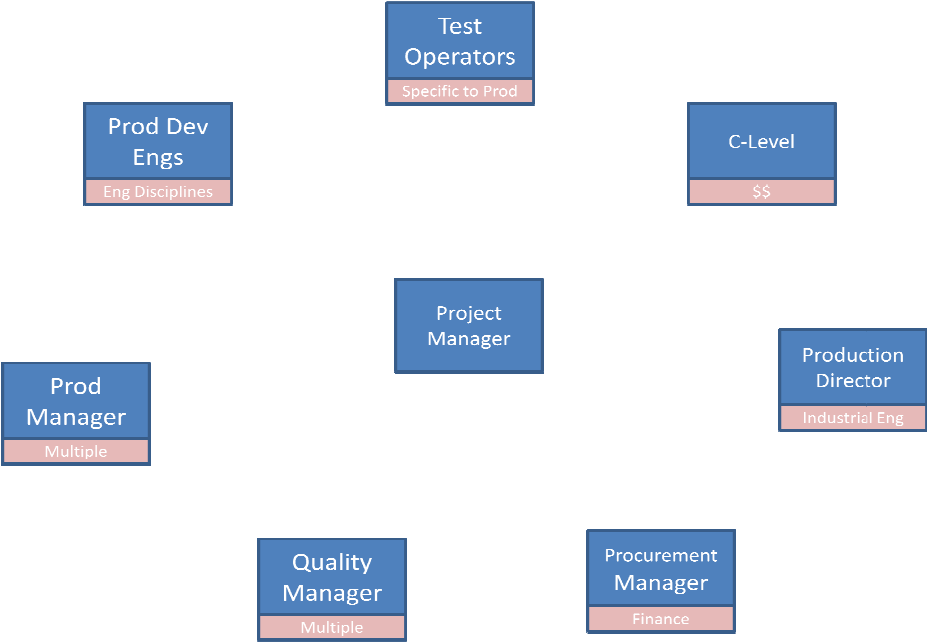 Test
Operators
Specific to Prod
Prod Dev
Engs
Eng Disciplines
C-Level
$$
Project
Manager
Production
Director
Industrial Eng
Prod
Manager
Multiple
Quality
Manager
Multiple
Procurement
Manager
Finance